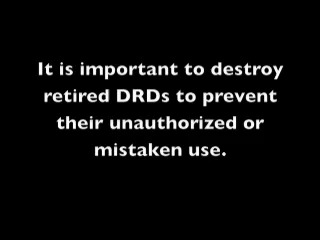 It is important to destroy
retired DRDs to prevent
their unauthorized or
mistaken use.